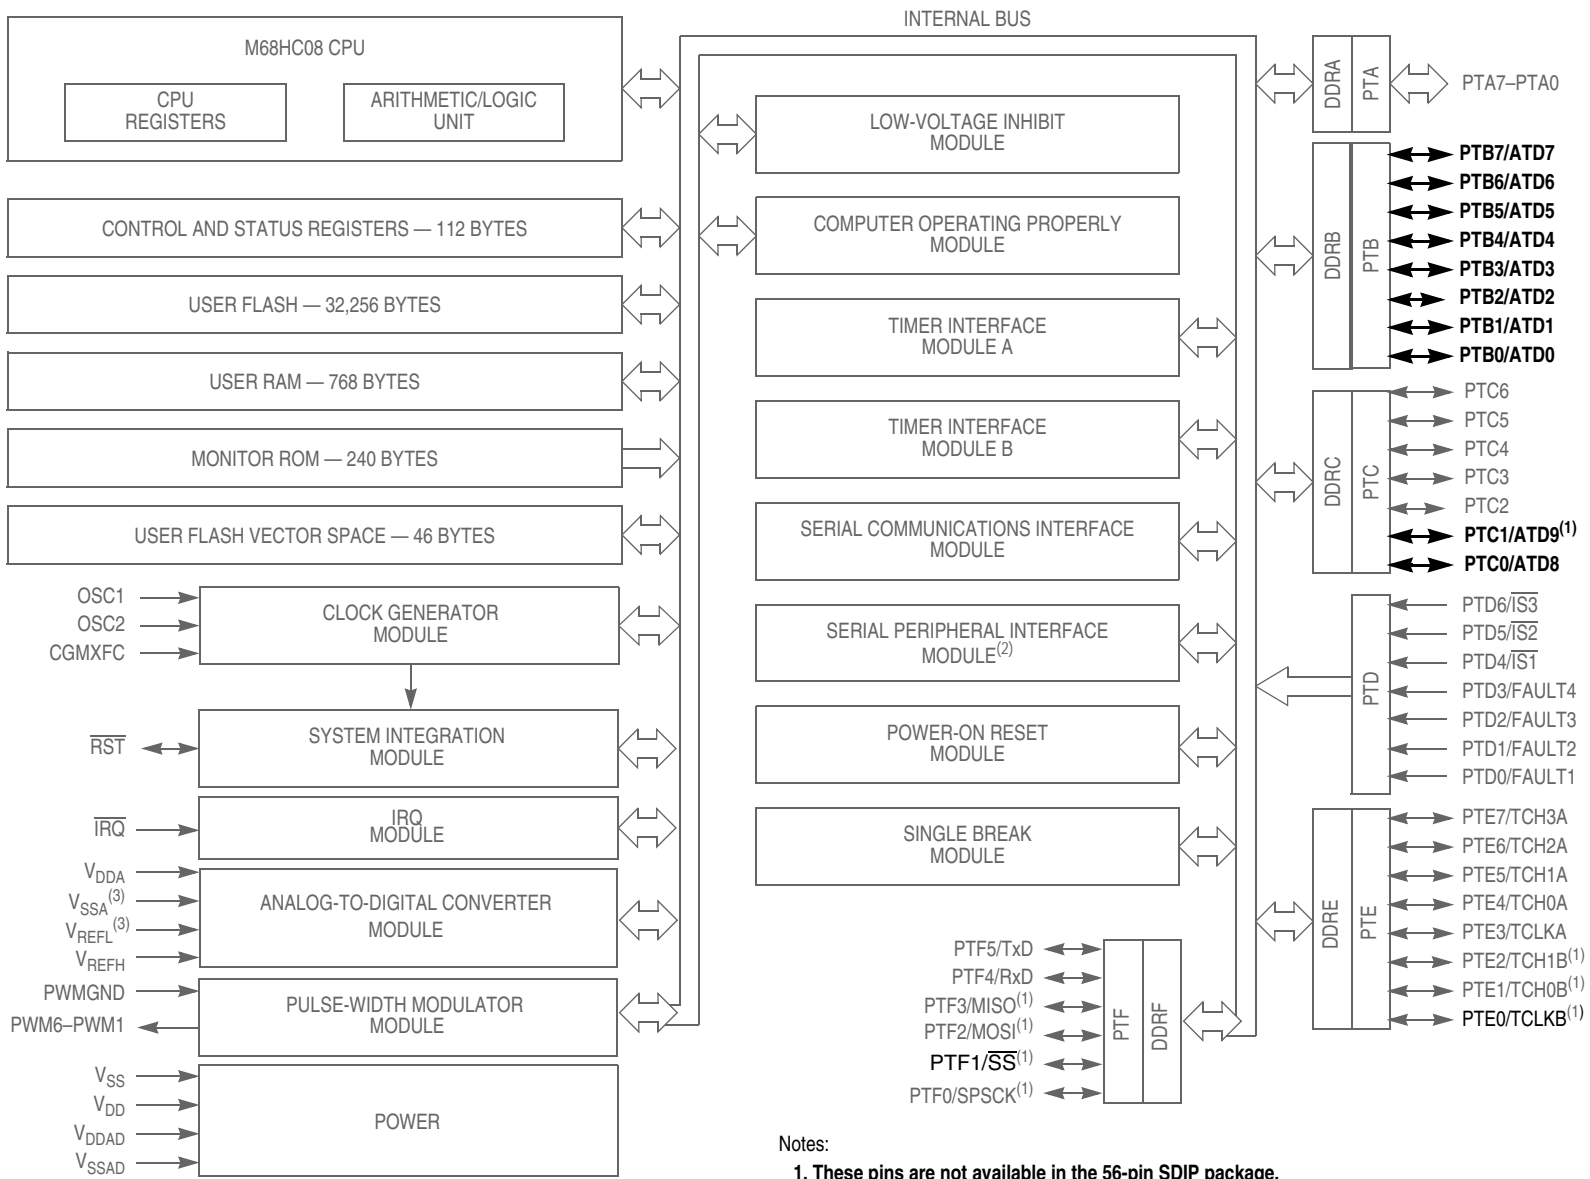 INTERNAL BUS
M68HC08 CPU
CPU
REGISTERS
ARITHMETIC/LOGIC
UNIT
CONTROL AND STATUS REGISTERS — 112 BYTES
USER FLASH — 32,256 BYTES
USER RAM — 768 BYTES
MONITOR ROM — 240 BYTES
USER FLASH VECTOR SPACE — 46 BYTES
OSC1
OSC2
CGMXFC
CLOCK GENERATOR
MODULE
RST
SYSTEM INTEGRATION
MODULE
IRQ
IRQ
MODULE
VDDA
VSSA(3)
VREFL(3)
VREFH
ANALOG-TO-DIGITAL CONVERTER
MODULE
PWMGND
PWM6–PWM1
PULSE-WIDTH MODULATOR
MODULE
VSS
VDD
VDDAD
VSSAD
POWER
LOW-VOLTAGE INHIBIT
MODULE
COMPUTER OPERATING PROPERLY
MODULE
TIMER INTERFACE
MODULE A
TIMER INTERFACE
MODULE B
SERIAL COMMUNICATIONS INTERFACE
MODULE
SERIAL PERIPHERAL INTERFACE
MODULE(2)
POWER-ON RESET
MODULE
SINGLE BREAK
MODULE
PTF5/TxD
PTF4/RxD
PTF3/MISO(1)
PTF2/MOSI(1)
PTF1/SS(1)
PTF0/SPSCK(1)
PTF
DDRF
DDRA
PTA
PTA7–PTA0
DDRB
PTB
PTB7/ATD7
PTB6/ATD6
PTB5/ATD5
PTB4/ATD4
PTB3/ATD3
PTB2/ATD2
PTB1/ATD1
PTB0/ATD0
DDRC
PTC
PTC6
PTC5
PTC4
PTC3
PTC2
PTC1/ATD9(1)
PTC0/ATD8
PTD
PTD6/IS3
PTD5/IS2
PTD4/IS1
PTD3/FAULT4
PTD2/FAULT3
PTD1/FAULT2
PTD0/FAULT1
DDRE
PTE
PTE7/TCH3A
PTE6/TCH2A
PTE5/TCH1A
PTE4/TCH0A
PTE3/TCLKA
PTE2/TCH1B(1)
PTE1/TCH0B(1)
PTE0/TCLKB(1)
Notes:
1. These pins are not available in the 56-pin SDIP package.